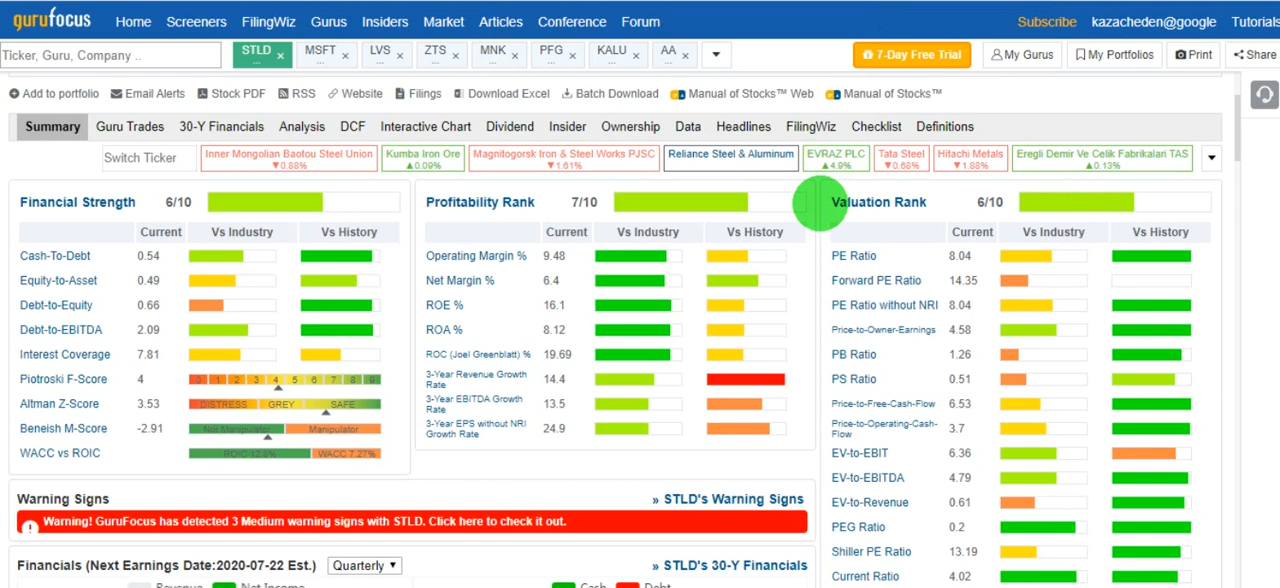 gurufocus Home Screeners FilingWiz Gurus Insiders Market Articles Conference Forum Subscribe kazacheden@google Tutorials
Ticker, Guru, Company .. STLD ... × MSFT ... × LVS ... × ZTS ... × MNK ... × PFG ... × KALU ... × AA ... × 7-Day Free Trial My Gurus My Portfolios Print Share
Add to portfolio Email Alerts Stock PDF RSS Website Filings Download Excel Batch Download Manual of Stocks™ Web Manual of Stocks™
Summary Guru Trades 30-Y Financials Analysis DCF Interactive Chart Dividend Insider Ownership Data Headlines FilingWiz Checklist Definitions
Switch Ticker Inner Mongolian Baotou Steel Union ▼0.88% Kumba Iron Ore ▲0.09% Magnitogorsk Iron & Steel Works PJSC ▼1.61% Reliance Steel & Aluminum EVRAZ PLC ▲4.9% Tata Steel ▼0.68% Hitachi Metals ▼1.88% Eregli Demir Ve Celik Fabrikalari TAS ▲0.13%
Financial Strength 6/10
Current Vs Industry Vs History
Cash-To-Debt 0.54
Equity-to-Asset 0.49
Debt-to-Equity 0.66
Debt-to-EBITDA 2.09
Interest Coverage 7.81
Piotroski F-Score 4 0 1 2 3 4 5 6 7 8 9
Altman Z-Score 3.53 DISTRESS GREY SAFE
Beneish M-Score -2.91 Not Manipulator Manipulator
WACC vs ROIC ROIC 12.6% WACC 7.27%
Profitability Rank 7/10
Current Vs Industry Vs History
Operating Margin % 9.48
Net Margin % 6.4
ROE % 16.1
ROA % 8.12
ROC (Joel Greenblatt) % 19.69
3-Year Revenue Growth Rate 14.4
3-Year EBITDA Growth Rate 13.5
3-Year EPS without NRI Growth Rate 24.9
Valuation Rank 6/10
Current Vs Industry Vs History
PE Ratio 8.04
Forward PE Ratio 14.35
PE Ratio without NRI 8.04
Price-to-Owner-Earnings 4.58
PB Ratio 1.26
PS Ratio 0.51
Price-to-Free-Cash-Flow 6.53
Price-to-Operating-Cash-Flow 3.7
EV-to-EBIT 6.36
EV-to-EBITDA 4.79
EV-to-Revenue 0.61
PEG Ratio 0.2
Shiller PE Ratio 13.19
Current Ratio 4.02
Warning Signs » STLD's Warning Signs
Warning! GuruFocus has detected 3 Medium warning signs with STLD. Click here to check it out.
Financials (Next Earnings Date:2020-07-22 Est.) Quarterly » STLD's 30-Y Financials
Revenue Net Income Cash Debt